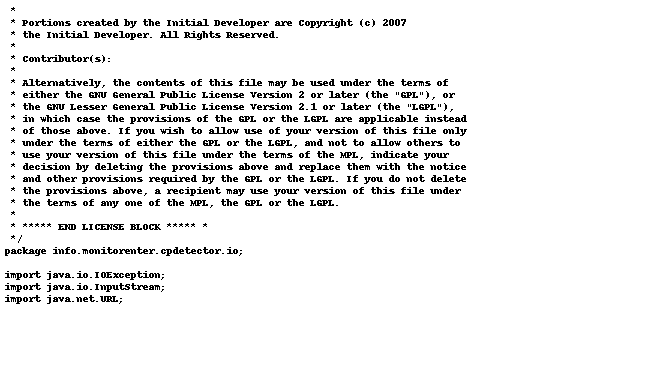 *
* Portions created by the Initial Developer are Copyright (c) 2007
* the Initial Developer. All Rights Reserved.
*
* Contributor(s):
*
* Alternatively, the contents of this file may be used under the terms of
* either the GNU General Public License Version 2 or later (the "GPL"), or
* the GNU Lesser General Public License Version 2.1 or later (the "LGPL"),
* in which case the provisions of the GPL or the LGPL are applicable instead
* of those above. If you wish to allow use of your version of this file only
* under the terms of either the GPL or the LGPL, and not to allow others to
* use your version of this file under the terms of the MPL, indicate your
* decision by deleting the provisions above and replace them with the notice
* and other provisions required by the GPL or the LGPL. If you do not delete
* the provisions above, a recipient may use your version of this file under
* the terms of any one of the MPL, the GPL or the LGPL.
*
* ***** END LICENSE BLOCK ***** *
*/
package info.monitorenter.cpdetector.io;
import java.io.IOException;
import java.io.InputStream;
import java.net.URL;